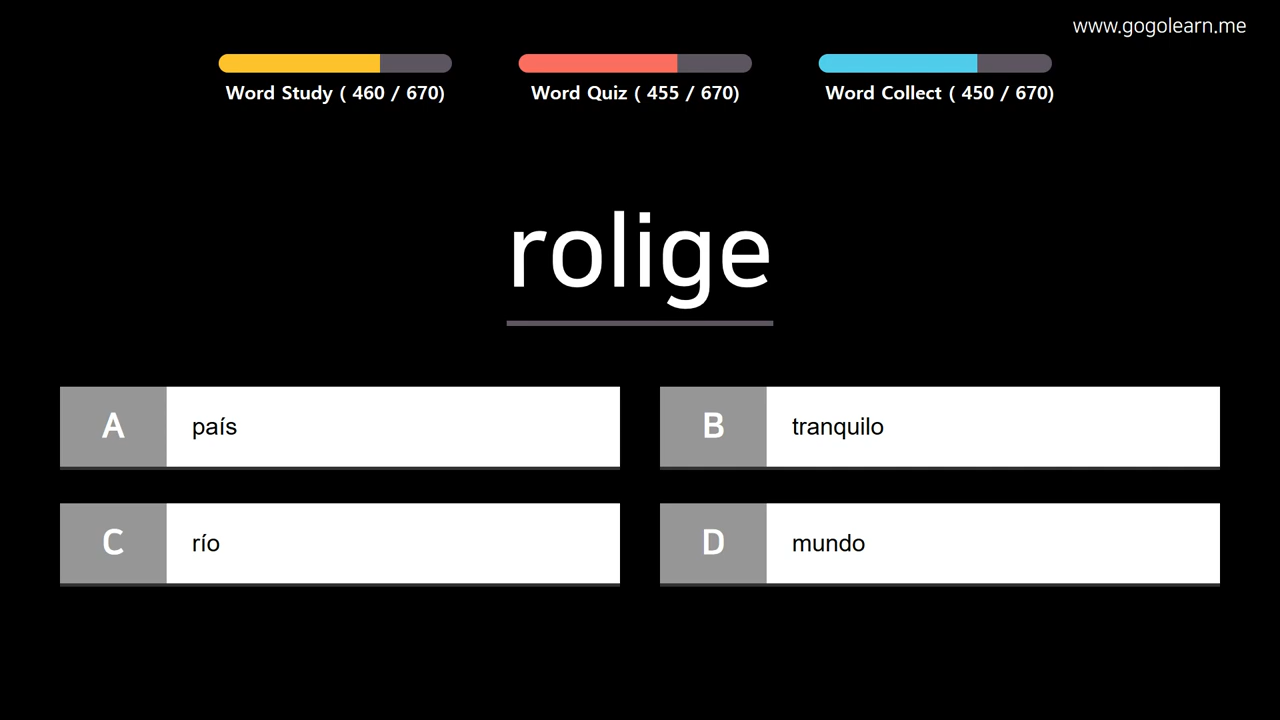 www.gogolearn.me
Word Study ( 460 / 670)
Word Quiz ( 455 / 670)
Word Collect ( 450 / 670)
rolige
A país
B tranquilo
C río
D mundo